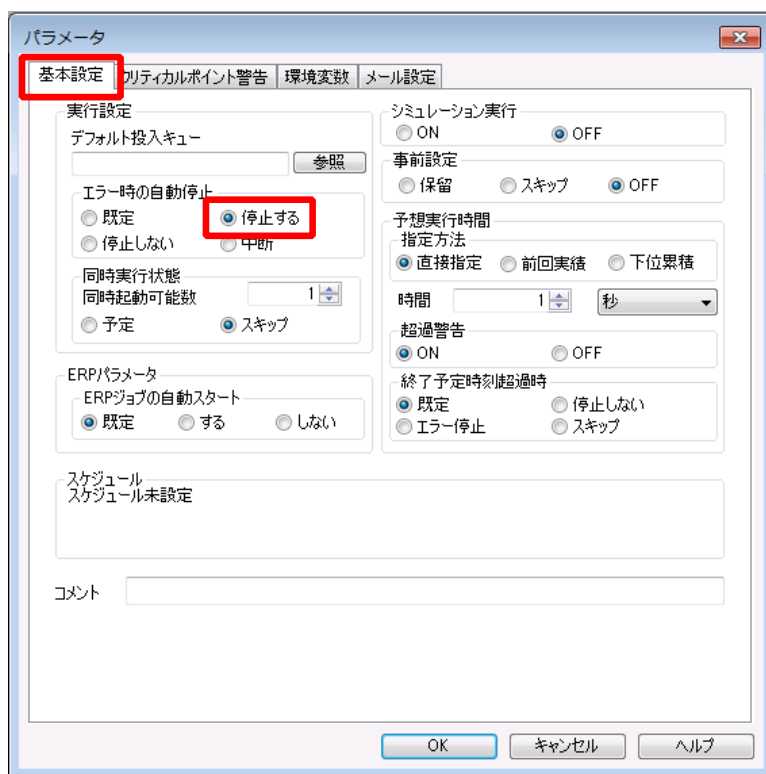 パラメータ
基本設定 クリティカルポイント警告 環境変数 メール設定
実行設定
デフォルト投入キュー
参照
エラー時の自動停止
既定 停止する
停止しない 中断
同時実行状態
同時起動可能数 1
予定 スキップ
ERPパラメータ
ERPジョブの自動スタート
既定 する しない
シミュレーション実行
ON OFF
事前設定
保留 スキップ OFF
予想実行時間
指定方法
直接指定 前回実績 下位累積
時間 1 秒
超過警告
ON OFF
終了予定時刻超過時
既定 停止しない
エラー停止 スキップ
スケジュール
スケジュール未設定
コメント
OK キャンセル ヘルプ